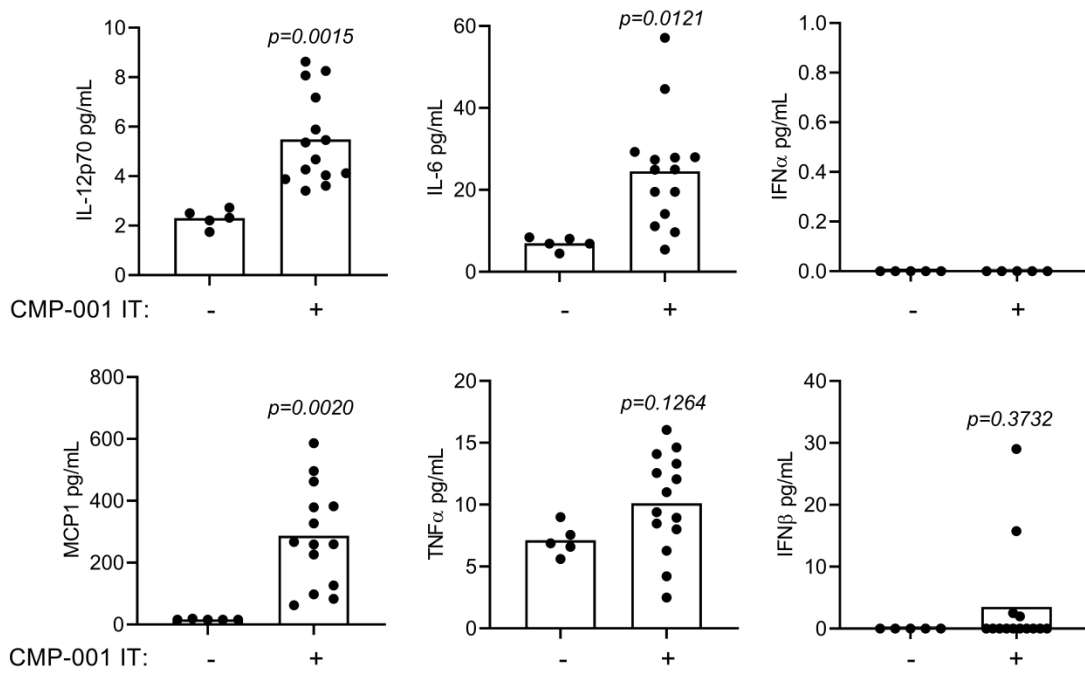 IL-12p70 pg/mL
10
8
6
4
2
0
p=0.0015
IL-6 pg/mL
60
40
20
0
p=0.0121
IFNα pg/mL
1.0
0.8
0.6
0.4
0.2
0.0
CMP-001 IT: - + - + - +
MCP1 pg/mL
800
600
400
200
0
p=0.0020
TNFα pg/mL
20
15
10
5
0
p=0.1264
IFNβ pg/mL
40
30
20
10
0
p=0.3732
CMP-001 IT: - + - + - +